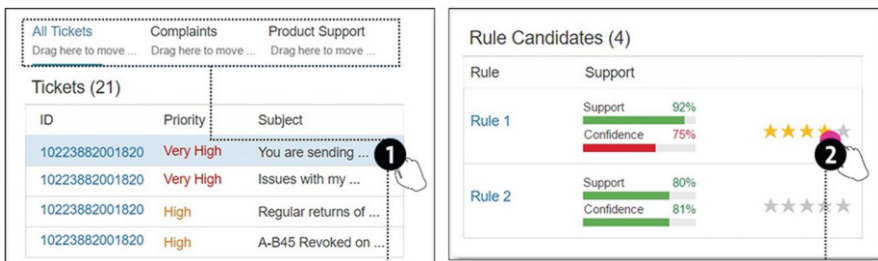 All Tickets Complaints Product Support
Drag here to move ... Drag here to move ... Drag here to move ...
Tickets (21)
ID Priority Subject
10223882001820 Very High You are sending ...
10223882001820 Very High Issues with my ...
10223882001820 High Regular returns of ...
10223882001820 High A-B45 Revoked on ...
1
Rule Candidates (4)
Rule Support
Rule 1
Support 92%
Confidence 75%
2
Rule 2
Support 80%
Confidence 81%